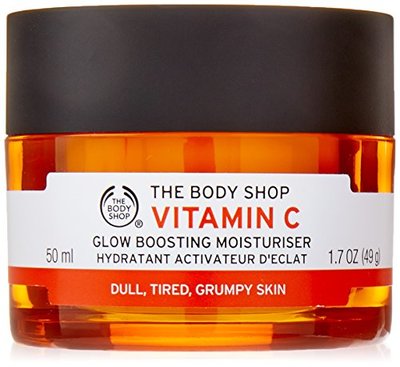 THE BODY SHOP
THE
BODY
SHOP®
VITAMIN C
GLOW BOOSTING MOISTURISER
50 ml
HYDRATANT ACTIVATEUR D'ECLAT
1.7 OZ (49 g)
DULL, TIRED, GRUMPY SKIN